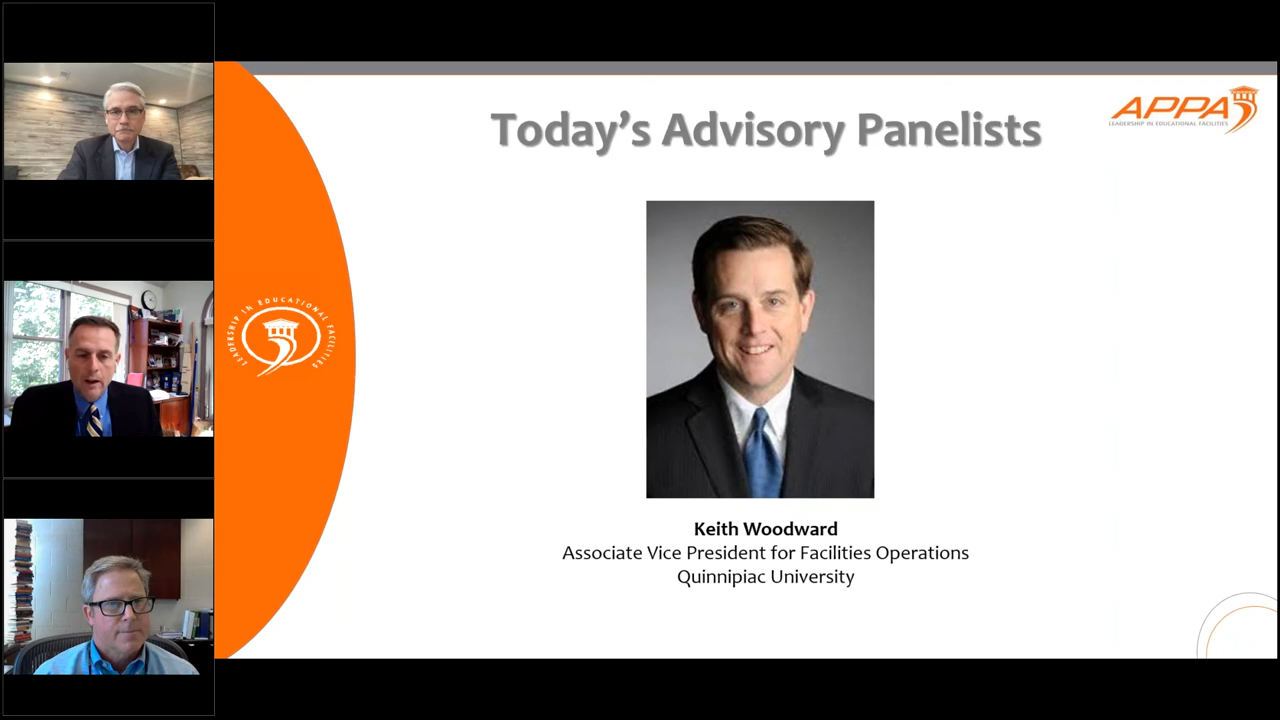 Today's Advisory Panelists
APPA
LEADERSHIP IN EDUCATIONAL FACILITIES
LEADERSHIP IN EDUCATIONAL FACILITIES
Keith Woodward
Associate Vice President for Facilities Operations
Quinnipiac University